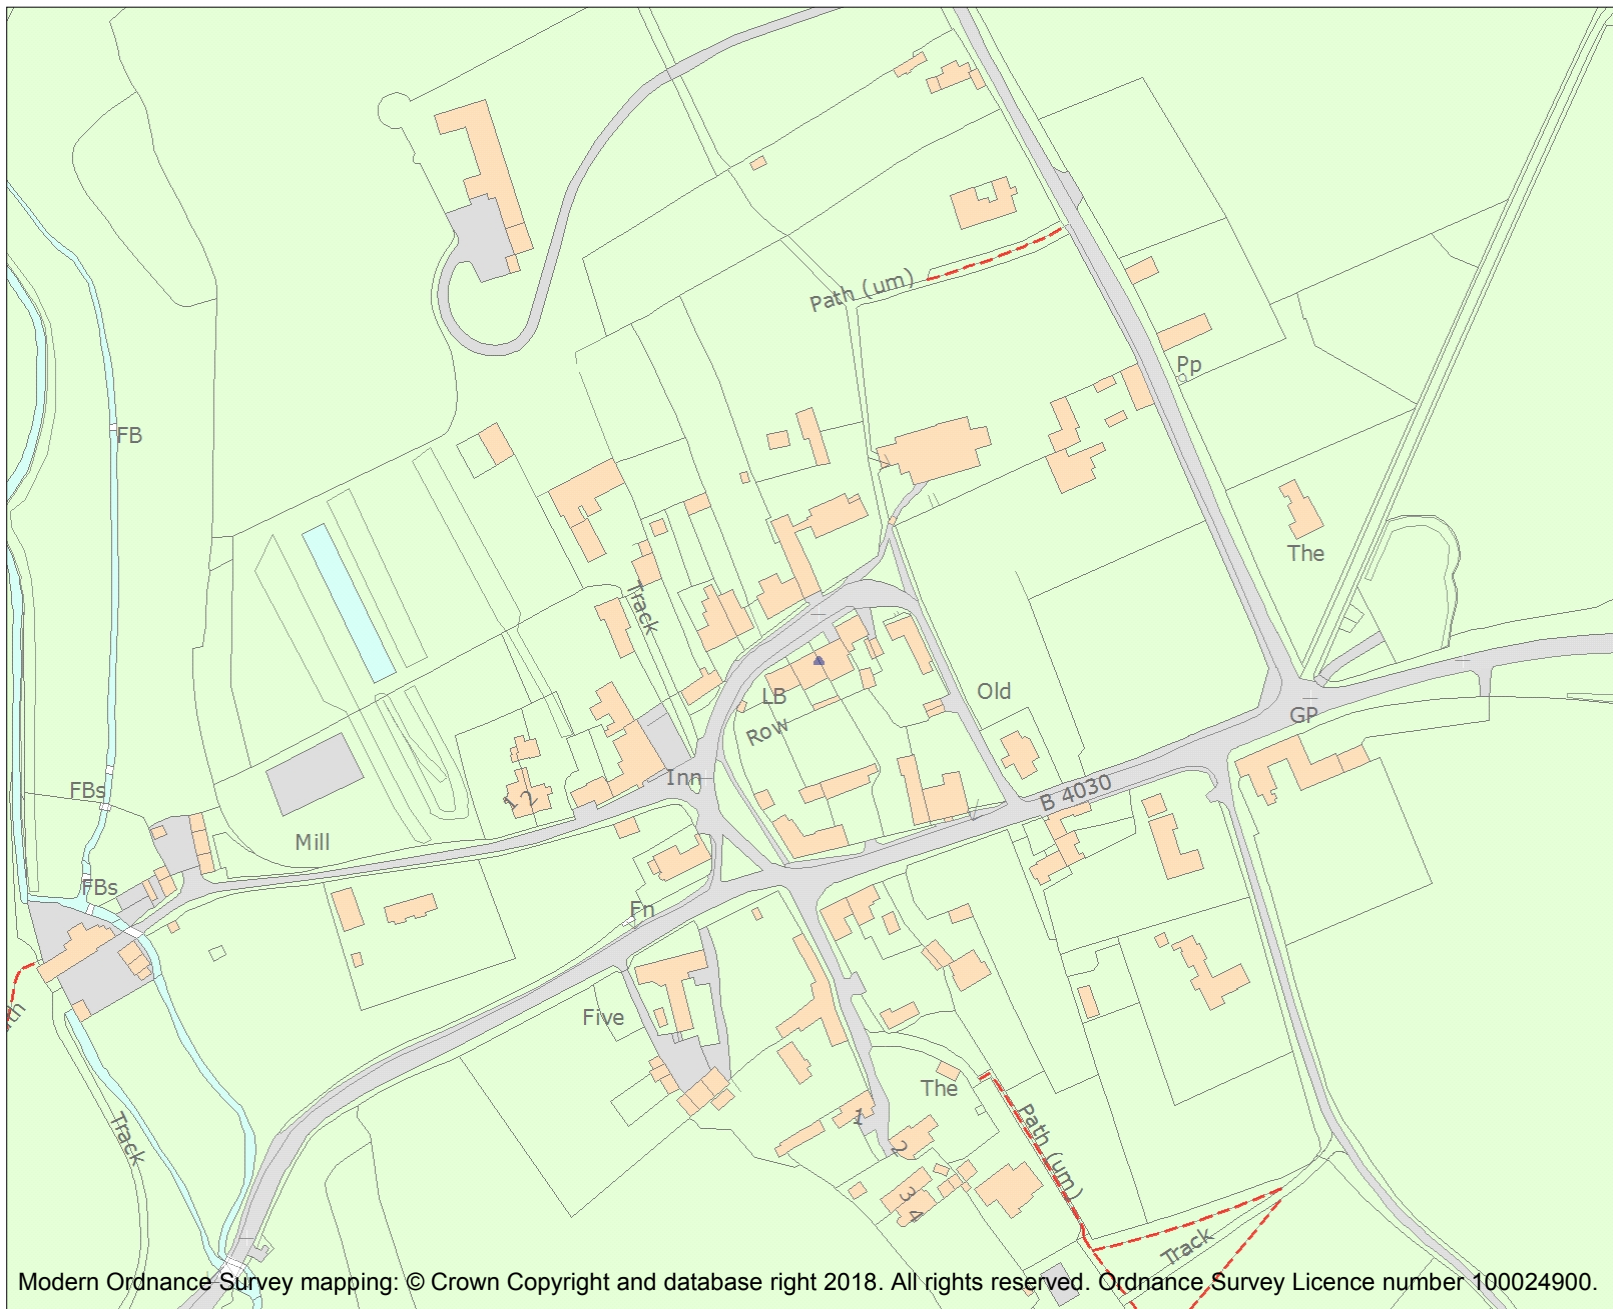 Path (um)
Pp
FB
The
Track
LB
Old
Row
GP
Inn
FBs
B 4030
1 2
Mill
FBs
Fn
Five
The
1
Path (um)
Track
2
3 4
Track
Modern Ordnance Survey mapping: © Crown Copyright and database right 2018. All rights reserved. Ordnance Survey Licence number 100024900.